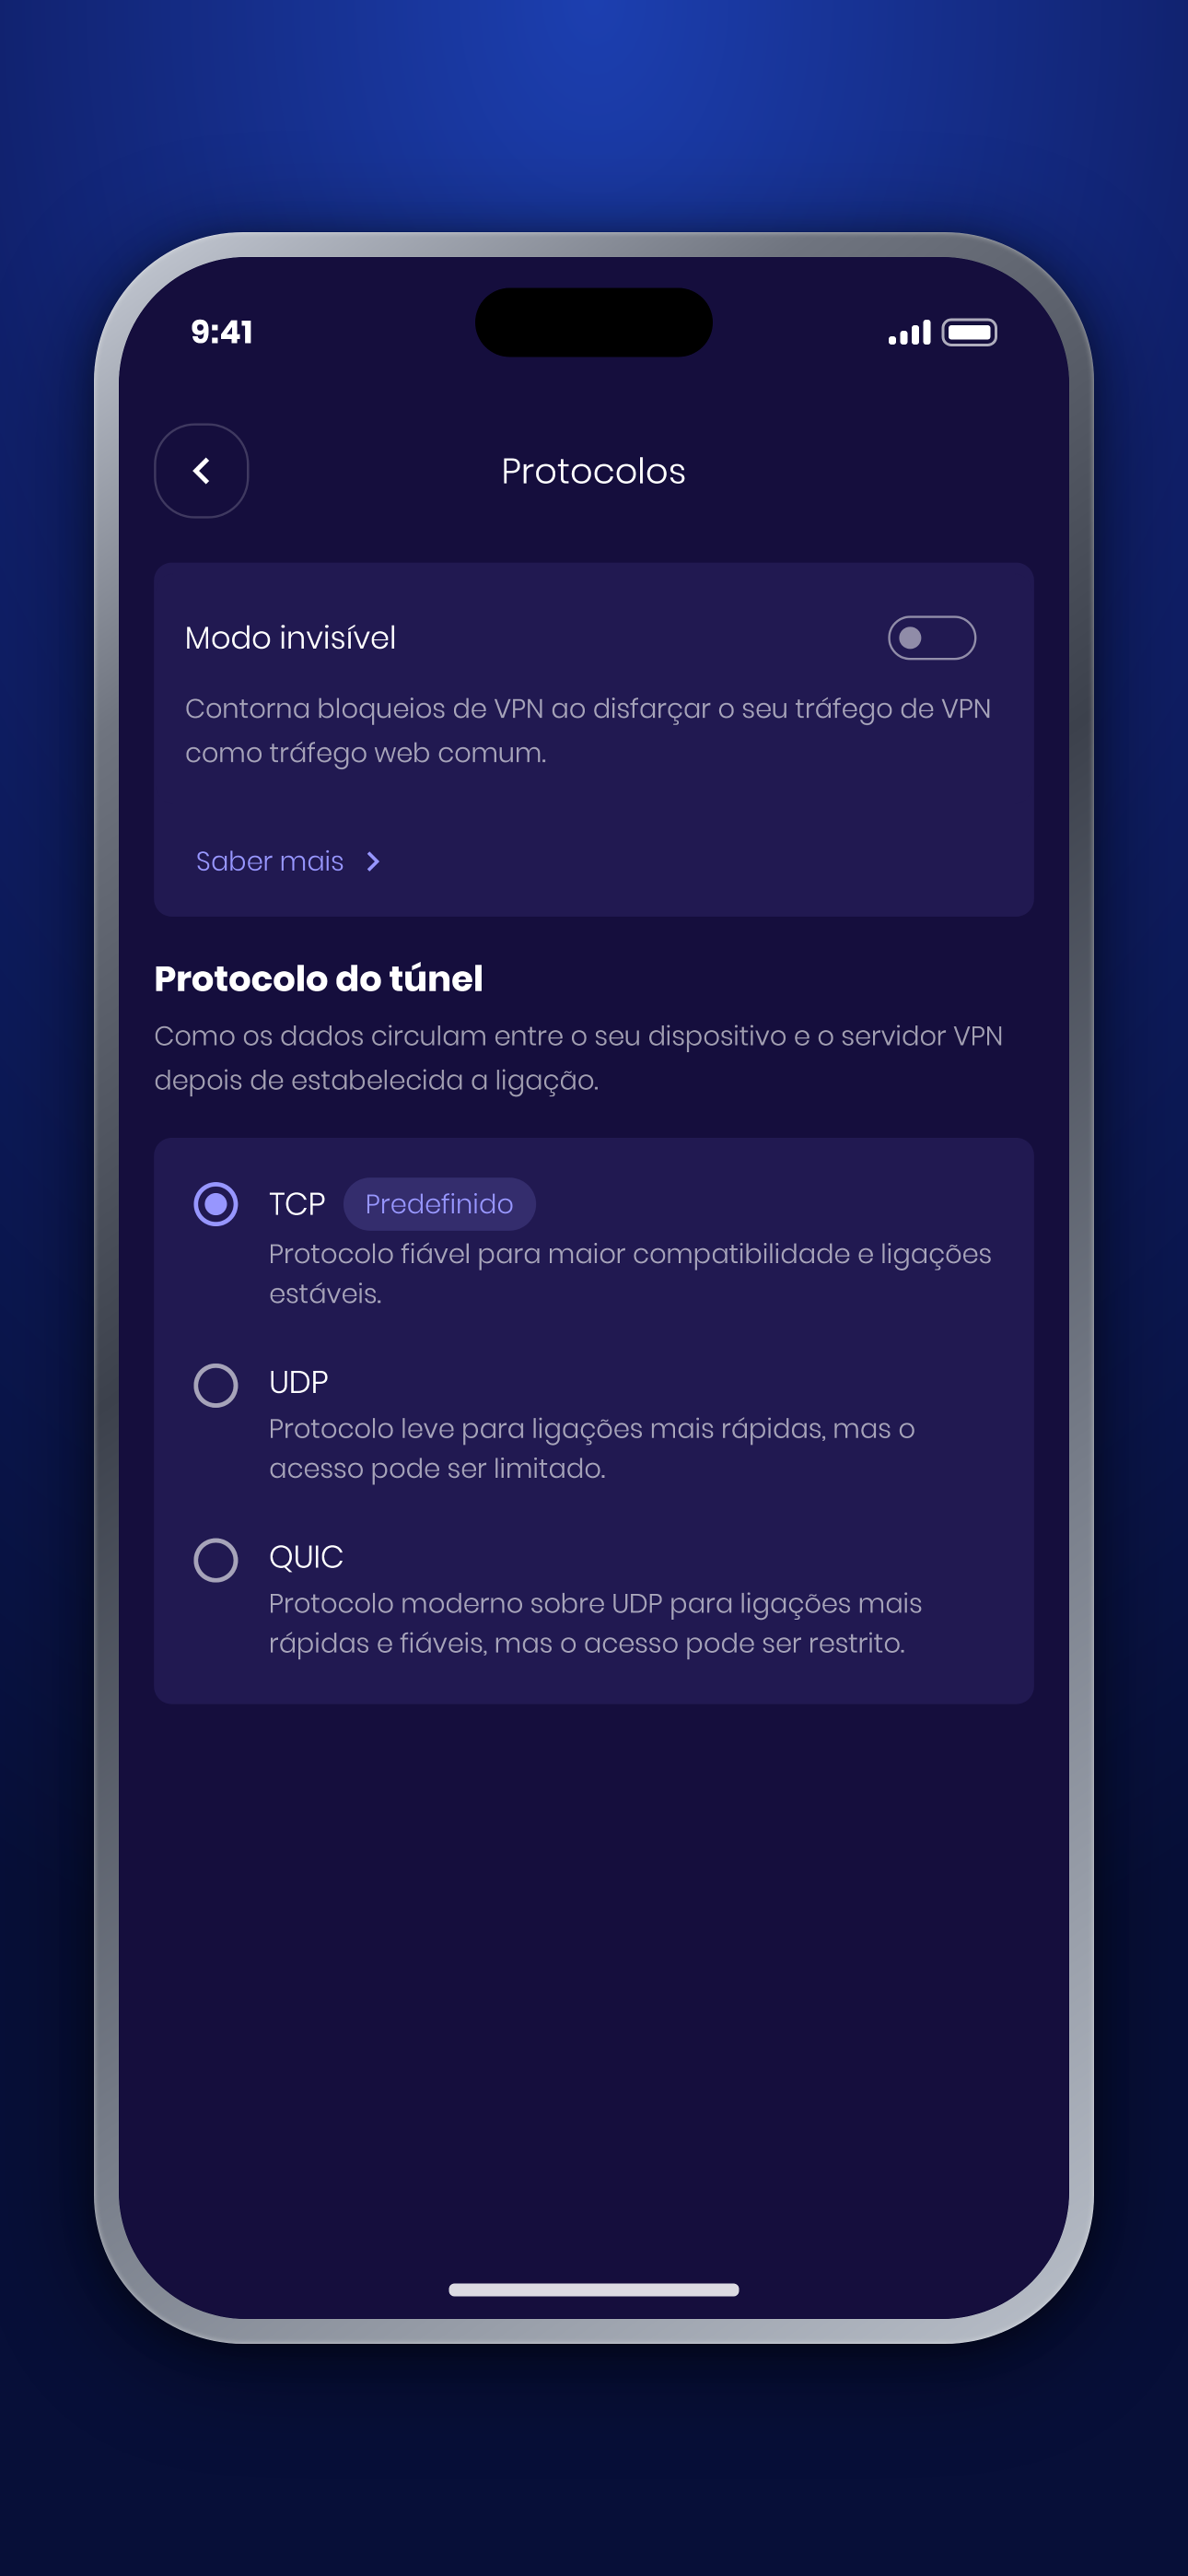 9:41
Protocolos
Modo invisível
Contorna bloqueios de VPN ao disfarçar o seu tráfego de VPN
como tráfego web comum.
Saber mais
Protocolo do túnel
Como os dados circulam entre o seu dispositivo e o servidor VPN
depois de estabelecida a ligação.
TCP Predefinido
Protocolo fiável para maior compatibilidade e ligações
estáveis.
UDP
Protocolo leve para ligações mais rápidas, mas o
acesso pode ser limitado.
QUIC
Protocolo moderno sobre UDP para ligações mais
rápidas e fiáveis, mas o acesso pode ser restrito.